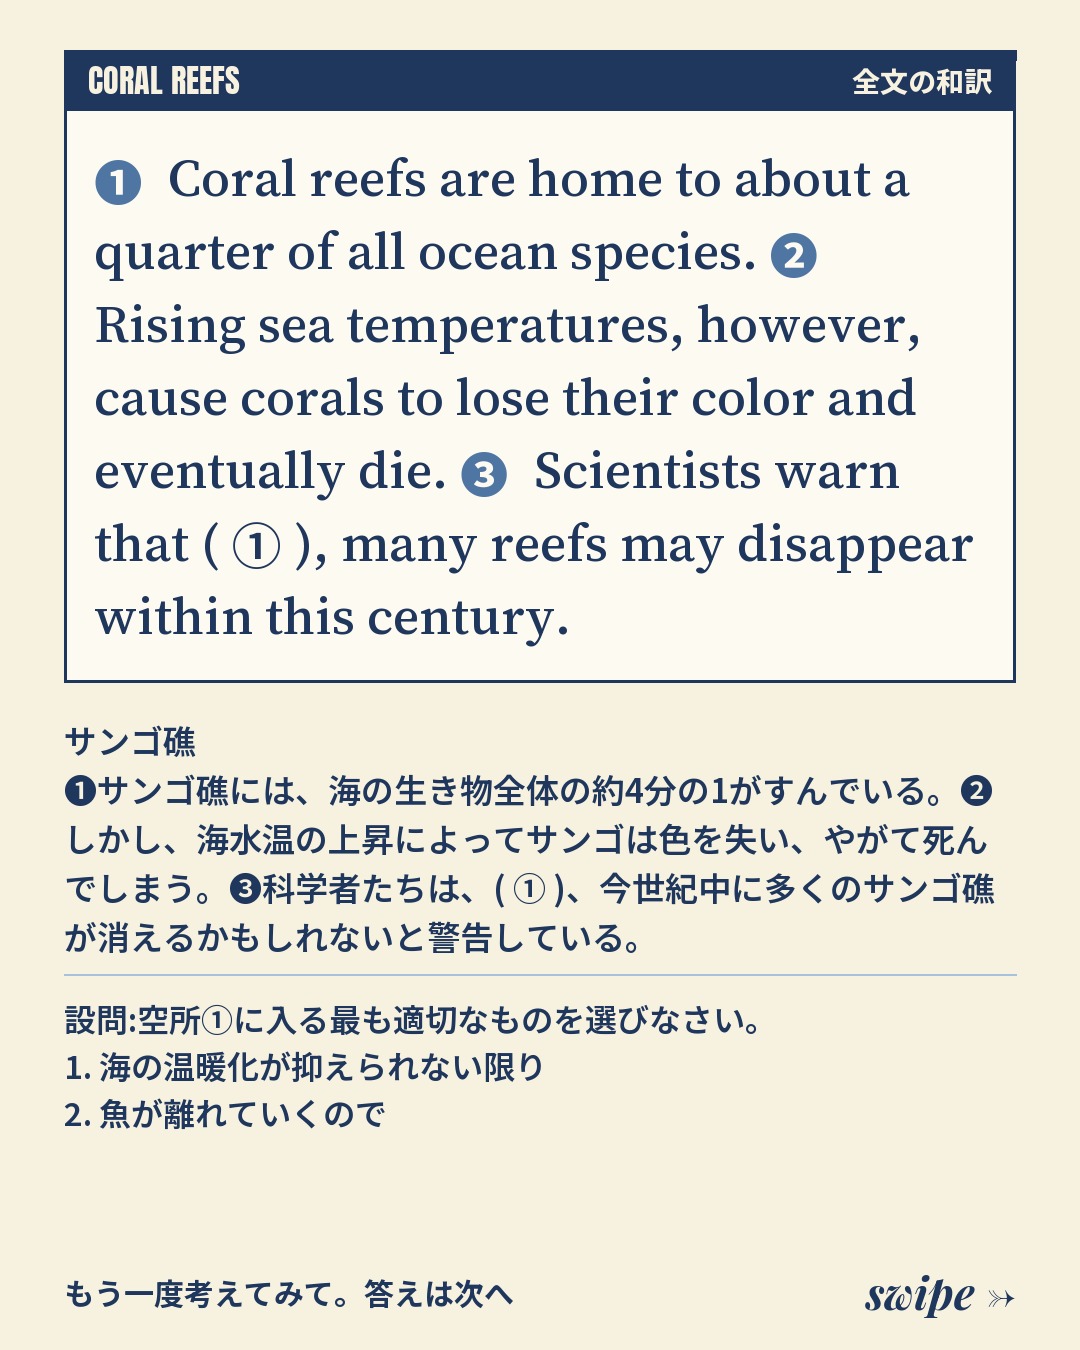 CORAL REEFS 全文の和訳
❶ Coral reefs are home to about a
quarter of all ocean species. ❷
Rising sea temperatures, however,
cause corals to lose their color and
eventually die. ❸ Scientists warn
that ( ① ), many reefs may disappear
within this century.
サンゴ礁
❶サンゴ礁には、海の生き物全体の約4分の1がすんでいる。❷
しかし、海水温の上昇によってサンゴは色を失い、やがて死ん
でしまう。❸科学者たちは、( ① )、今世紀中に多くのサンゴ礁
が消えるかもしれないと警告している。
設問:空所①に入る最も適切なものを選びなさい。
1. 海の温暖化が抑えられない限り
2. 魚が離れていくので
もう一度考えてみて。答えは次へ
swipe